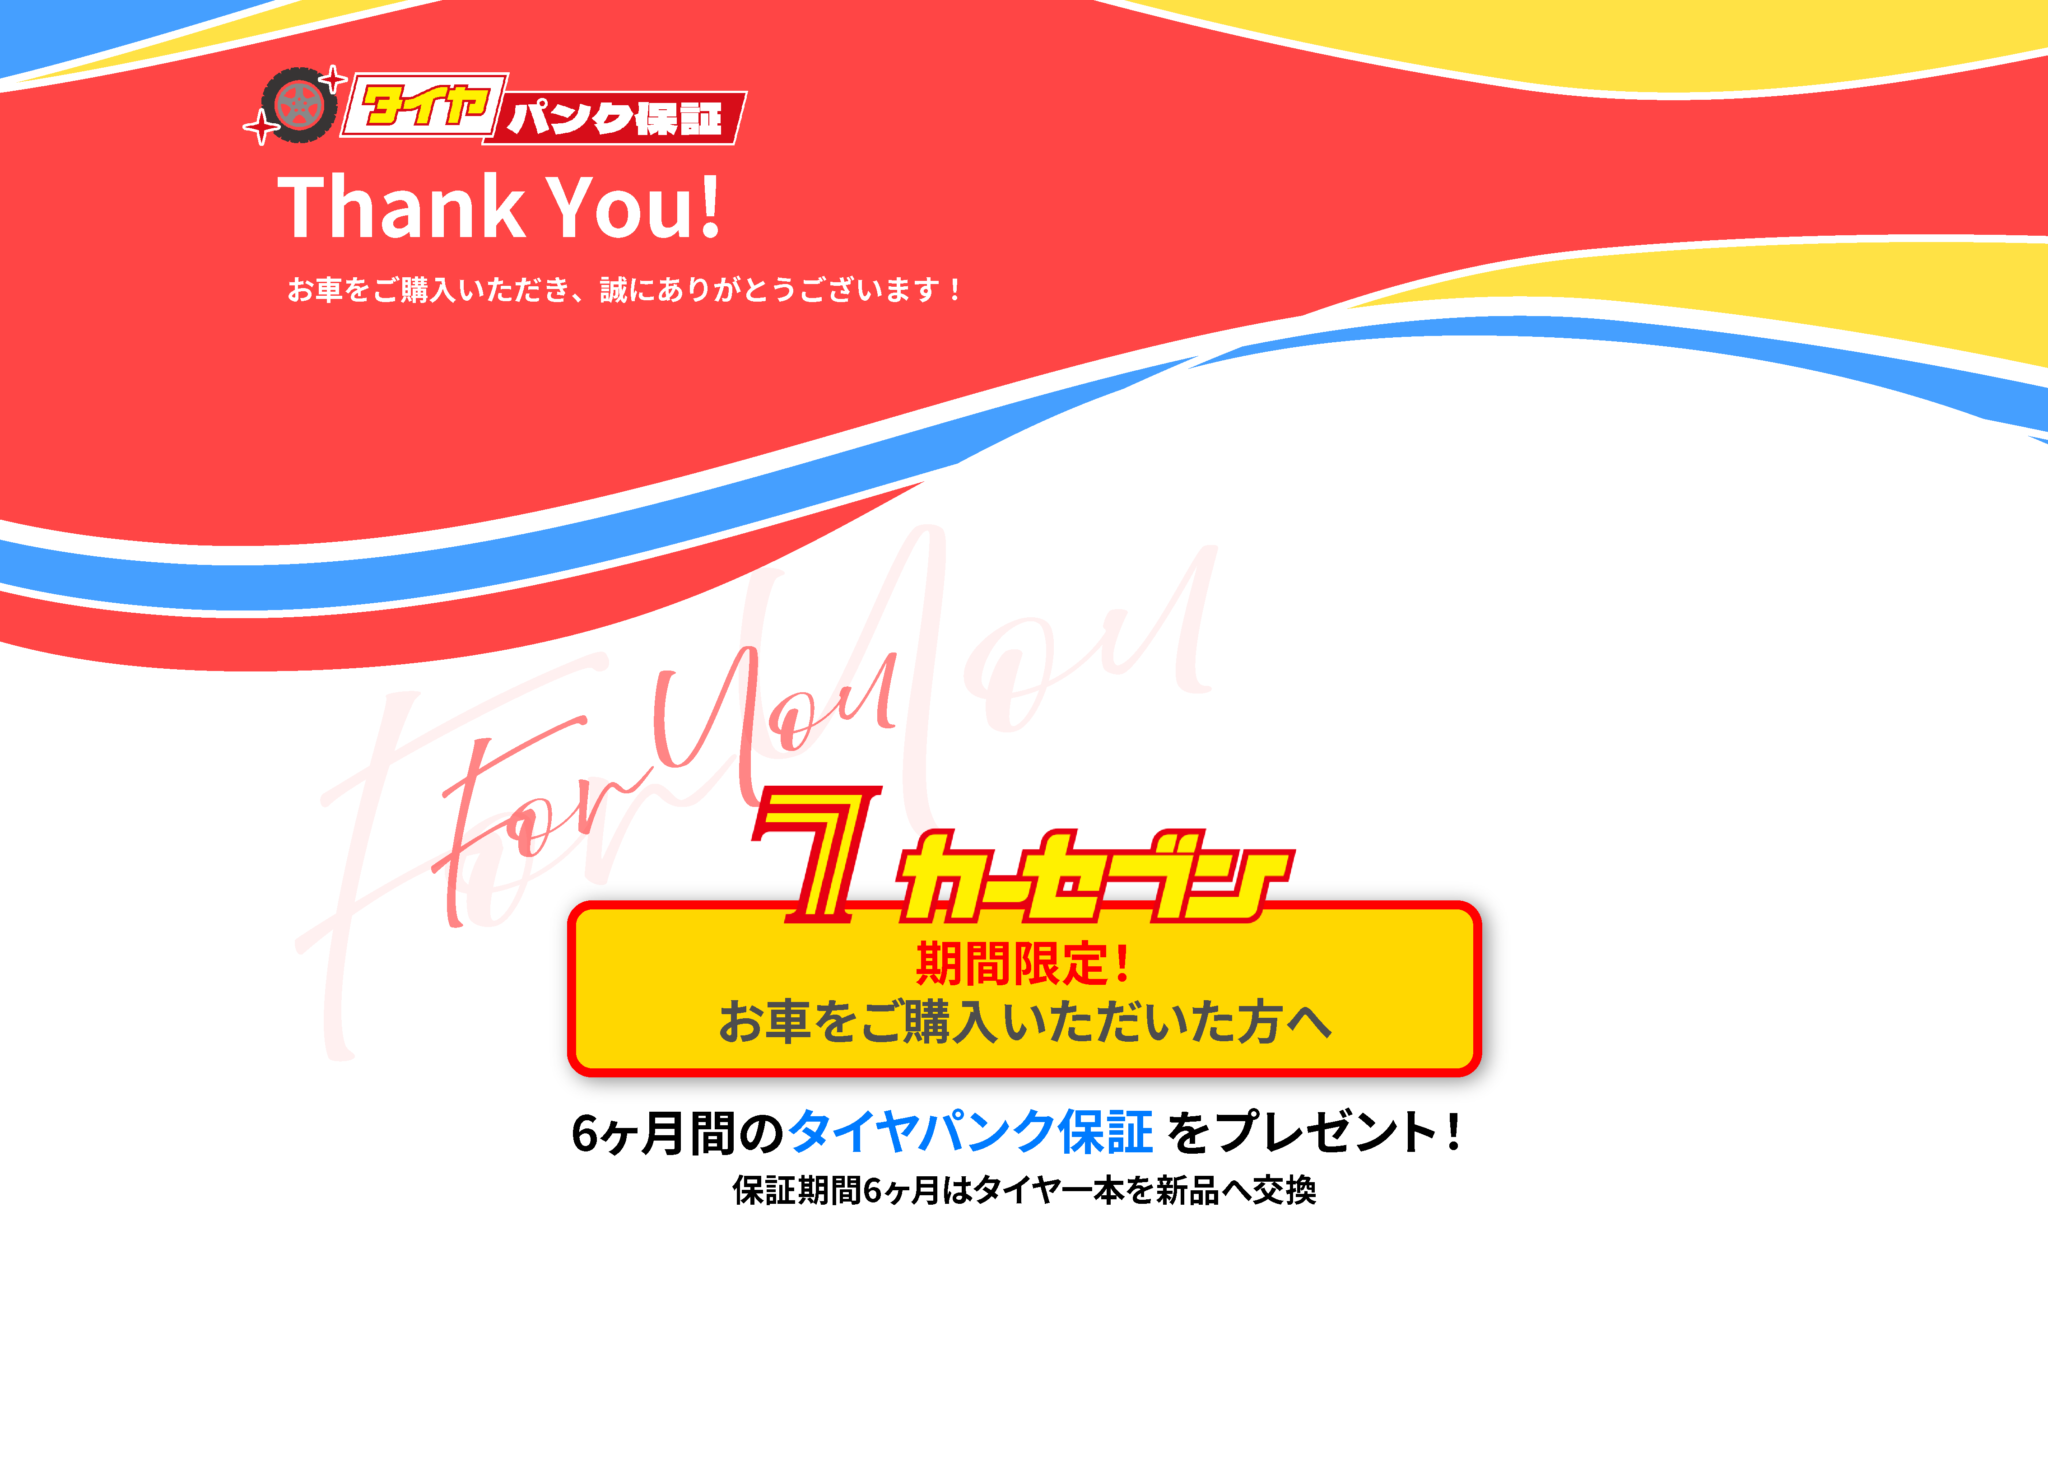 タイヤ パンク保証
Thank You!
お車をご購入いただき、誠にありがとうございます！
For You
For You
7 カーセブン
期間限定！
お車をご購入いただいた方へ
6ヶ月間のタイヤパンク保証 をプレゼント！
保証期間6ヶ月はタイヤ一本を新品へ交換